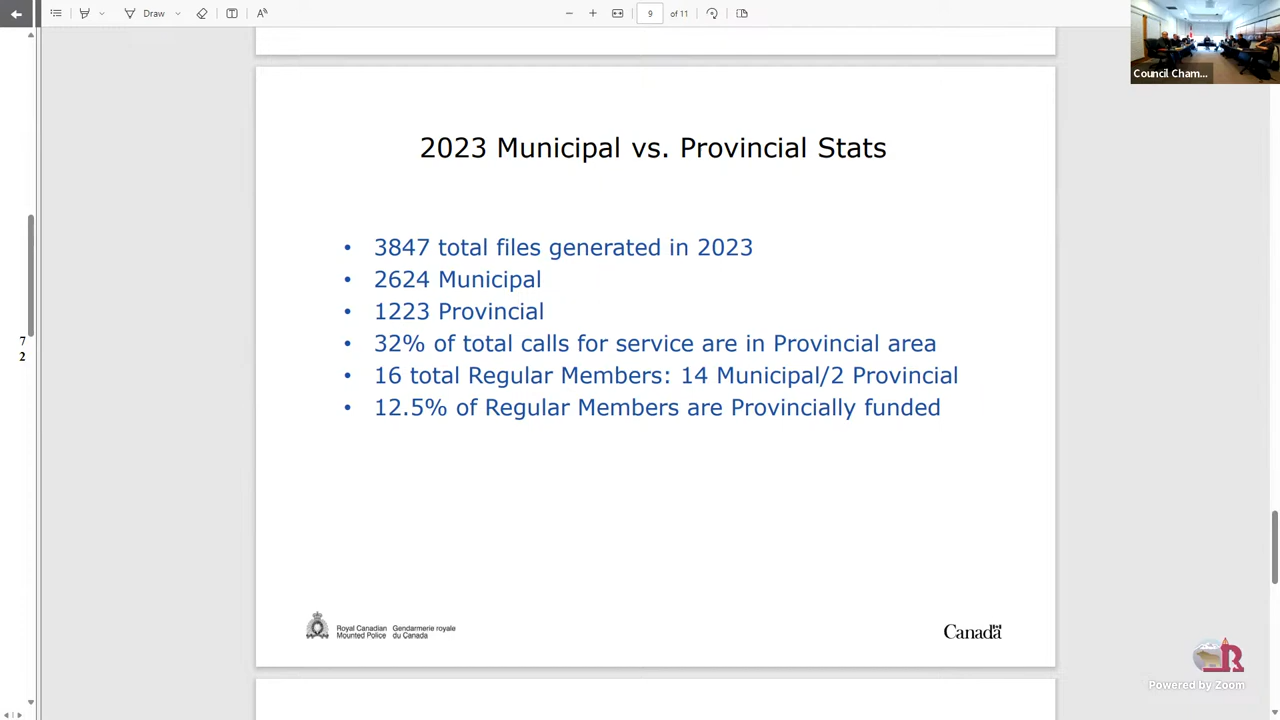 Draw
9
of 11
Council Cham...
2023 Municipal vs. Provincial Stats
• 3847 total files generated in 2023
• 2624 Municipal
• 1223 Provincial
• 32% of total calls for service are in Provincial area
• 16 total Regular Members: 14 Municipal/2 Provincial
• 12.5% of Regular Members are Provincially funded
7
2
Royal Canadian Gendarmerie royale
Mounted Police du Canada
Canada
R
Powered by Zoom